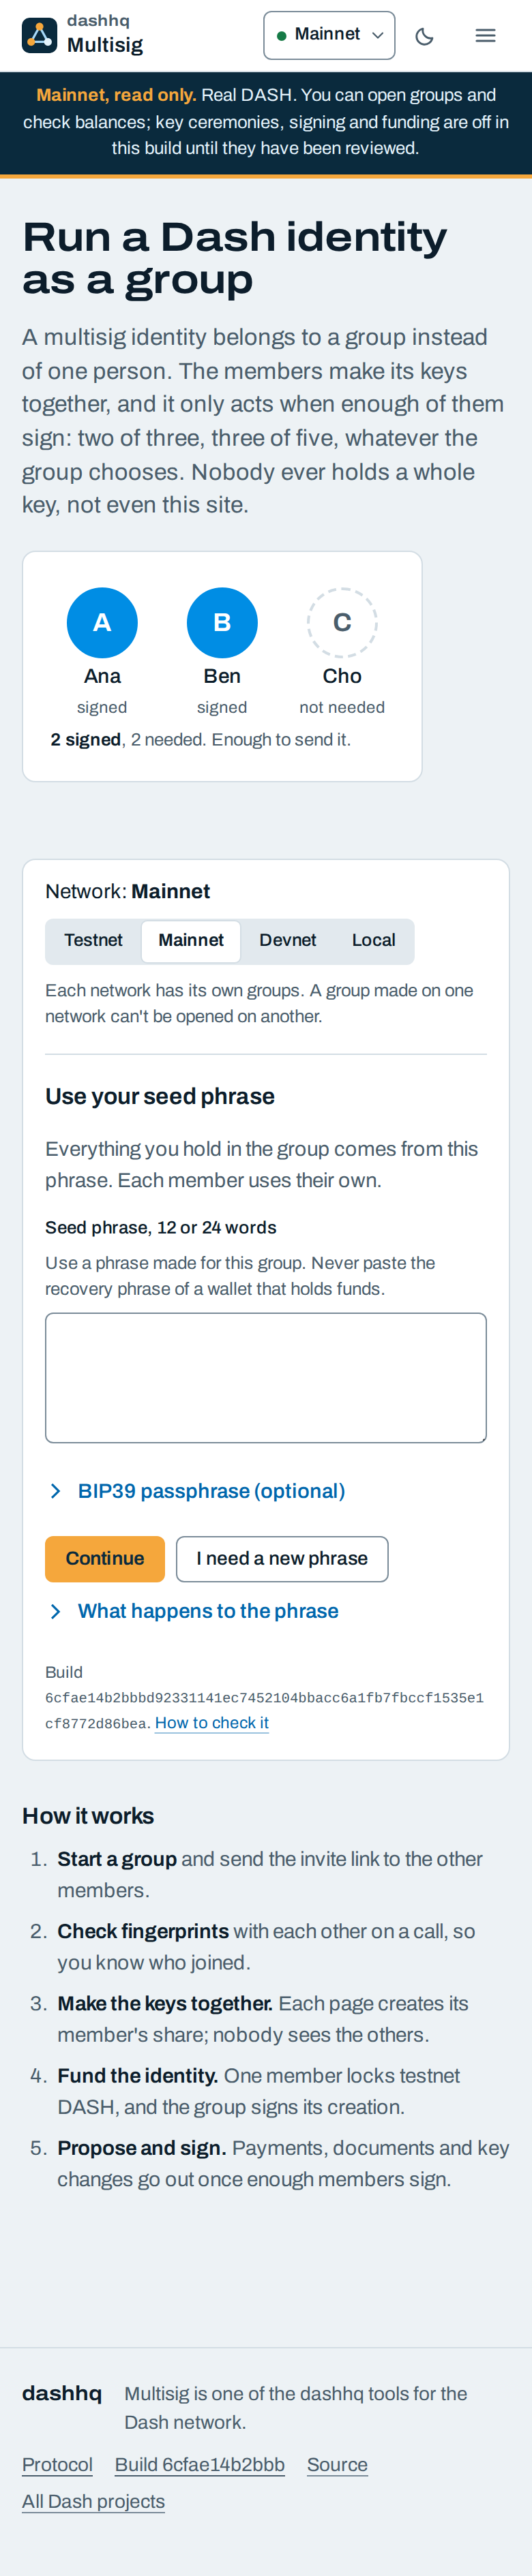 dashhq
Multisig
Mainnet
Mainnet, read only. Real DASH. You can open groups and
check balances; key ceremonies, signing and funding are off in
this build until they have been reviewed.
Run a Dash identity
as a group
A multisig identity belongs to a group instead
of one person. The members make its keys
together, and it only acts when enough of them
sign: two of three, three of five, whatever the
group chooses. Nobody ever holds a whole
key, not even this site.
A B C
Ana Ben Cho
signed signed not needed
2 signed, 2 needed. Enough to send it.
Network: Mainnet
Testnet Mainnet Devnet Local
Each network has its own groups. A group made on one
network can't be opened on another.
Use your seed phrase
Everything you hold in the group comes from this
phrase. Each member uses their own.
Seed phrase, 12 or 24 words
Use a phrase made for this group. Never paste the
recovery phrase of a wallet that holds funds.
BIP39 passphrase (optional)
Continue I need a new phrase
What happens to the phrase
Build
6cfae14b2bbbd92331141ec7452104bbacc6a1fb7fbccf1535e1
cf8772d86bea. How to check it
How it works
1. Start a group and send the invite link to the other
members.
2. Check fingerprints with each other on a call, so
you know who joined.
3. Make the keys together. Each page creates its
member's share; nobody sees the others.
4. Fund the identity. One member locks testnet
DASH, and the group signs its creation.
5. Propose and sign. Payments, documents and key
changes go out once enough members sign.
dashhq Multisig is one of the dashhq tools for the
Dash network.
Protocol Build 6cfae14b2bbb Source
All Dash projects